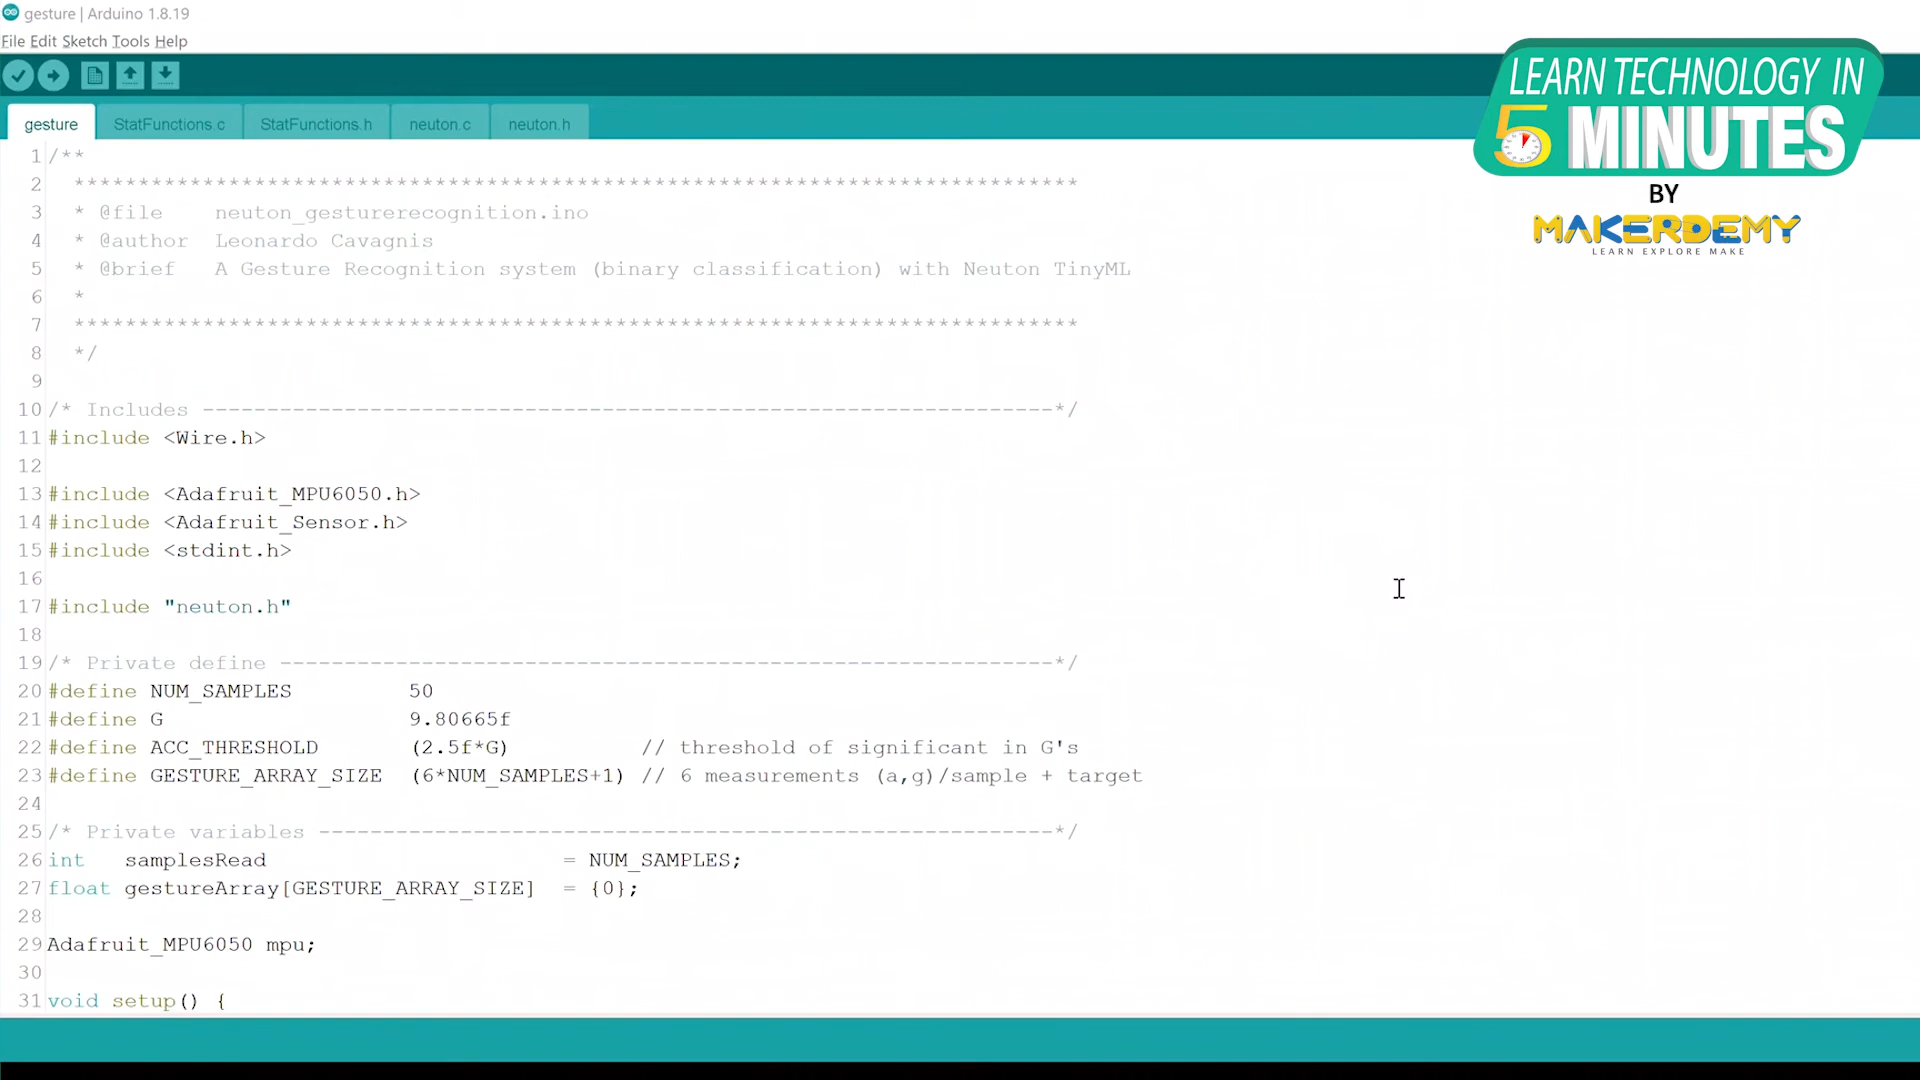 gesture | Arduino 1.8.19
File Edit Sketch Tools Help
LEARN TECHNOLOGY IN
5 MINUTES
BY
MAKERDEMY
LEARN EXPLORE MAKE
gesture StatFunctions.c StatFunctions.h neuton.c neuton.h
1 /**
2 ******************************************************************************
3 * @file neuton_gesturerecognition.ino
4 * @author Leonardo Cavagnis
5 * @brief A Gesture Recognition system (binary classification) with Neuton TinyML
6 *
7 ******************************************************************************
8 */
9
10 /* Includes ------------------------------------------------------------------*/
11 #include <Wire.h>
12
13 #include <Adafruit_MPU6050.h>
14 #include <Adafruit_Sensor.h>
15 #include <stdint.h>
16
17 #include "neuton.h"
18
19 /* Private define ------------------------------------------------------------*/
20 #define NUM_SAMPLES 50
21 #define G 9.80665f
22 #define ACC_THRESHOLD (2.5f*G) // threshold of significant in G's
23 #define GESTURE_ARRAY_SIZE (6*NUM_SAMPLES+1) // 6 measurements (a,g)/sample + target
24
25 /* Private variables ---------------------------------------------------------*/
26 int samplesRead = NUM_SAMPLES;
27 float gestureArray[GESTURE_ARRAY_SIZE] = {0};
28
29 Adafruit_MPU6050 mpu;
30
31 void setup() {